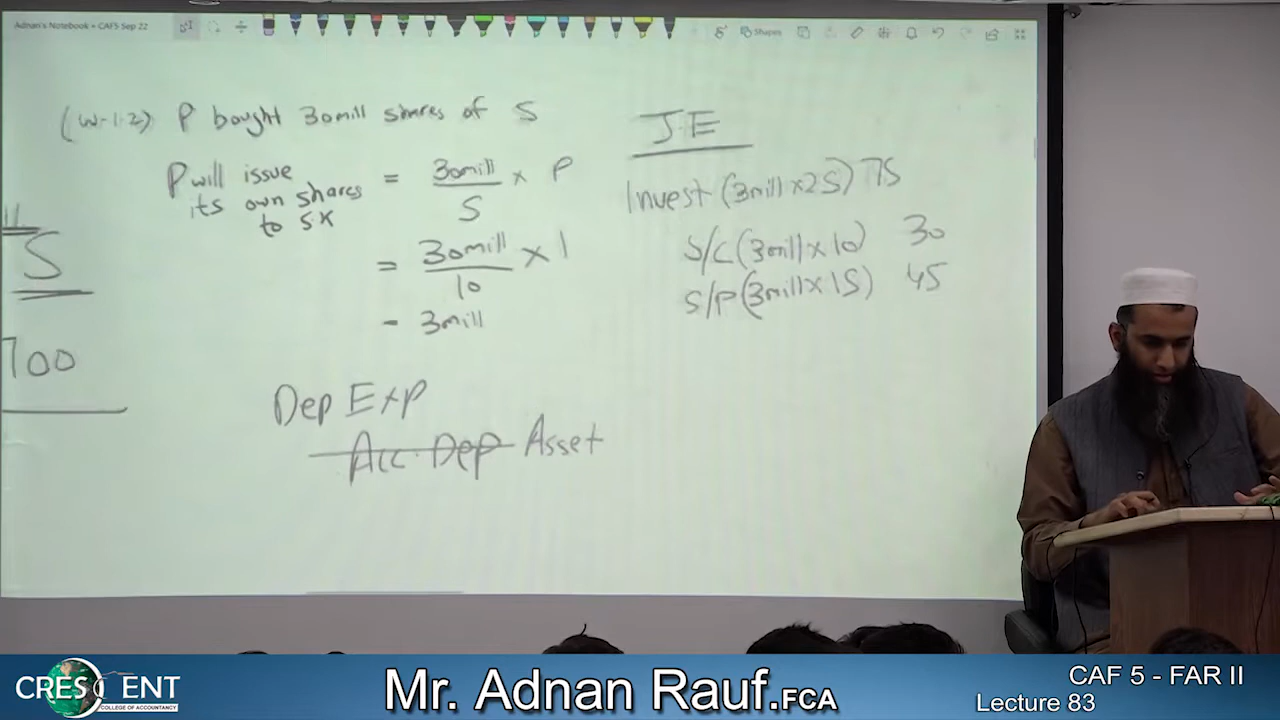 Adnan's Notebook • CAF5 Sep 22
Shapes
(W-1.2) P bought 30mill shares of S
P will issue = 30mill × P
its own shares S
to S.X
= 30mill × 1
10
- 3mill
S
700
Dep Exp
Acc Dep Asset
J.E
Invest (3mill×25) 75
S/C (3mill×10) 30
S/P (3mill×15) 45
CRESCENT
COLLEGE OF ACCOUNTANCY
Mr. Adnan Rauf.FCA
CAF 5 - FAR II
Lecture 83